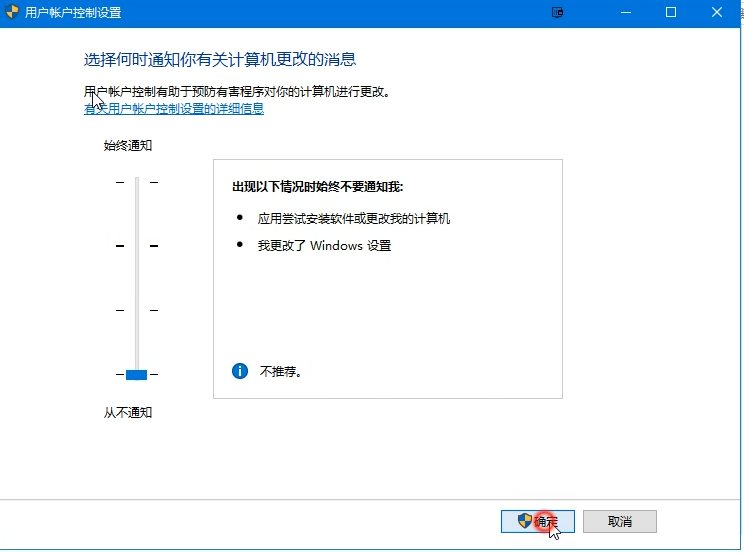 用户帐户控制设置
选择何时通知你有关计算机更改的消息
用户帐户控制有助于预防有害程序对你的计算机进行更改。
有关用户帐户控制设置的详细信息
始终通知
出现以下情况时始终不要通知我:
应用尝试安装软件或更改我的计算机
我更改了 Windows 设置
不推荐。
从不通知
确定
取消